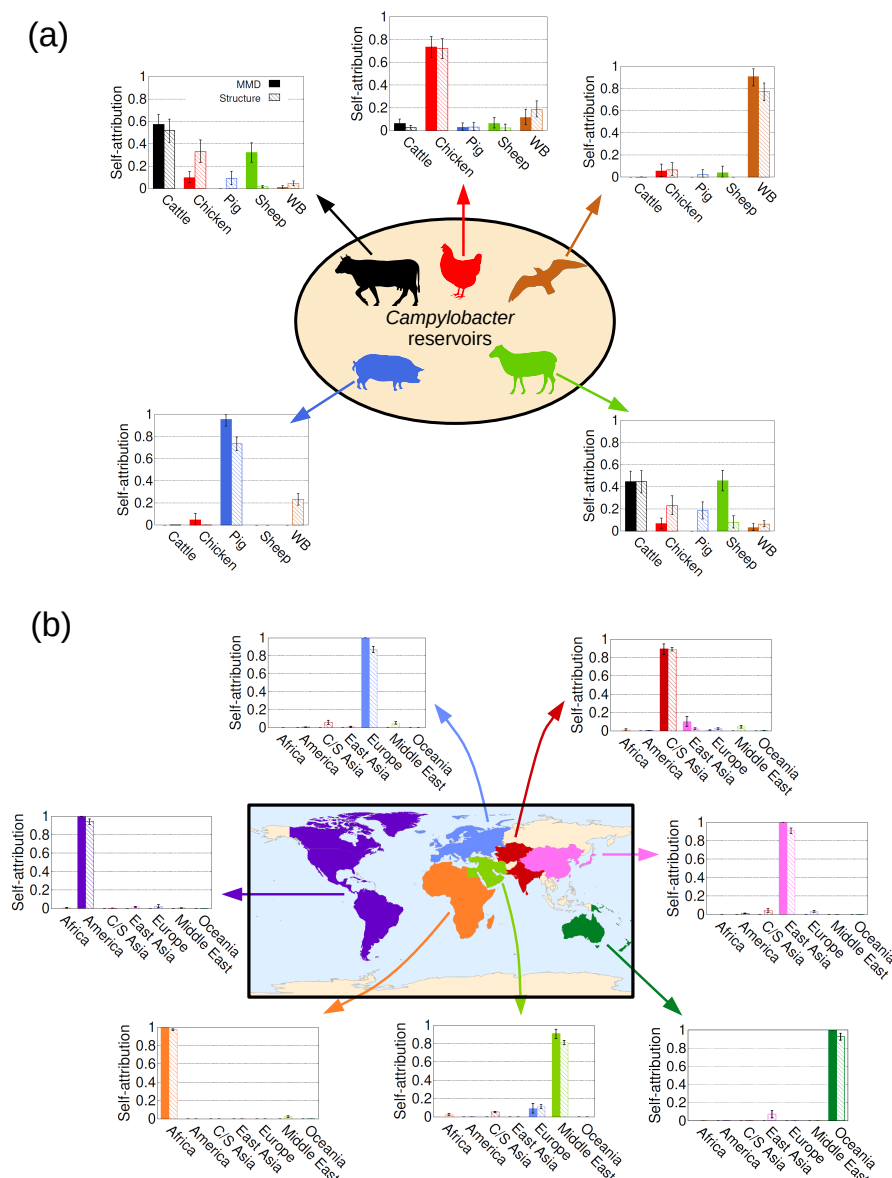 (a)
1
0.8
0.6
0.4
0.2
0
Self-attribution
Cattle
Chicken
Pig
Sheep
WB
1
0.8
0.6
0.4
0.2
0
Self-attribution
MMD
Structure
Cattle
Chicken
Pig
Sheep
WB
1
0.8
0.6
0.4
0.2
0
Self-attribution
Cattle
Chicken
Pig
Sheep
WB
Campylobacter
reservoirs
1
0.8
0.6
0.4
0.2
0
Self-attribution
Cattle
Chicken
Pig
Sheep
WB
1
0.8
0.6
0.4
0.2
0
Self-attribution
Cattle
Chicken
Pig
Sheep
WB
(b)
1
0.8
0.6
0.4
0.2
0
Self-attribution
Africa
America
C/S Asia
East Asia
Europe
Middle East
Oceania
1
0.8
0.6
0.4
0.2
0
Self-attribution
Africa
America
C/S Asia
East Asia
Europe
Middle East
Oceania
1
0.8
0.6
0.4
0.2
0
Self-attribution
Africa
America
C/S Asia
East Asia
Europe
Middle East
Oceania
1
0.8
0.6
0.4
0.2
0
Self-attribution
Africa
America
C/S Asia
East Asia
Europe
Middle East
Oceania
1
0.8
0.6
0.4
0.2
0
Self-attribution
Africa
America
C/S Asia
East Asia
Europe
Middle East
Oceania
1
0.8
0.6
0.4
0.2
0
Self-attribution
Africa
America
C/S Asia
East Asia
Europe
Middle East
Oceania
1
0.8
0.6
0.4
0.2
0
Self-attribution
Africa
America
C/S Asia
East Asia
Europe
Middle East
Oceania